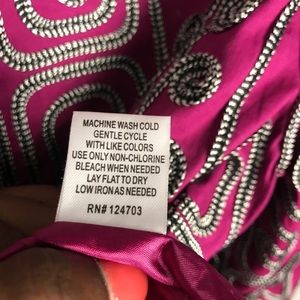 MACHINE WASH COLD
GENTLE CYCLE
WITH LIKE COLORS
USE ONLY NON-CHLORINE
BLEACH WHEN NEEDED
LAY FLAT TO DRY
LOW IRON AS NEEDED
RN# 124703